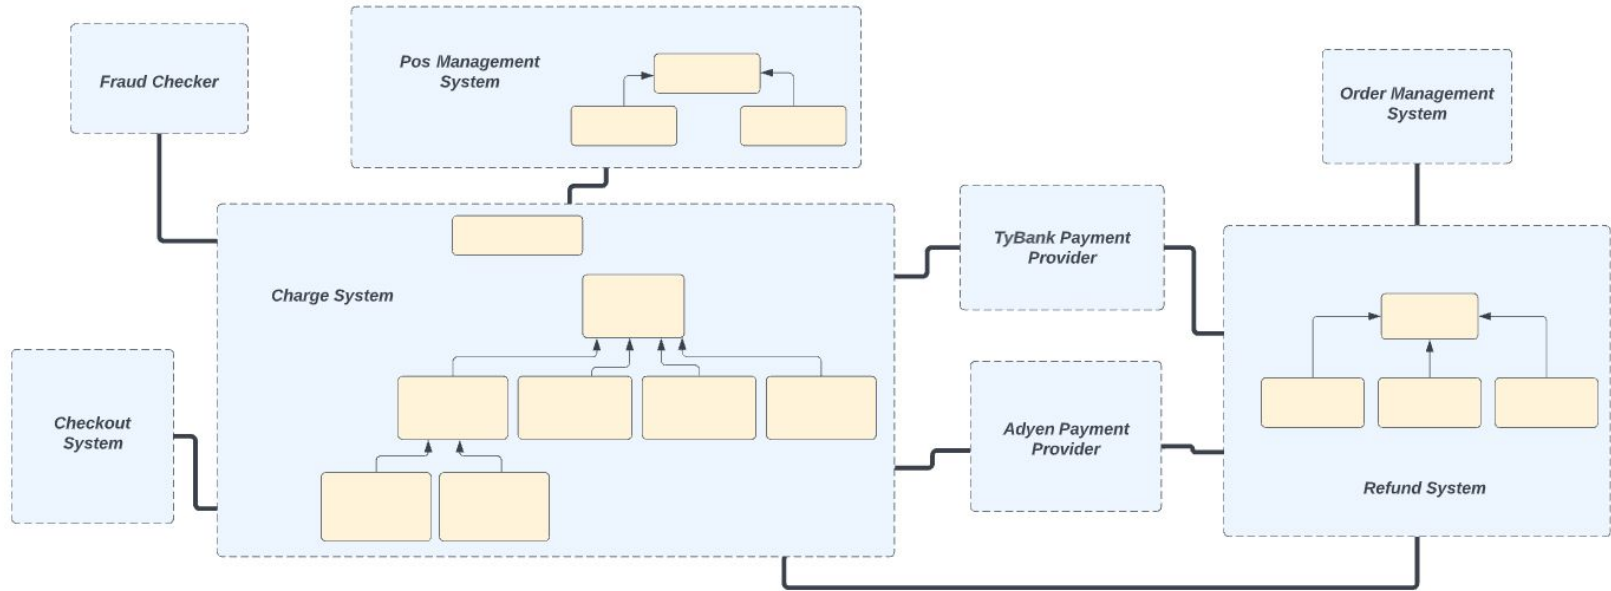 Fraud Checker
Pos Management
System
Order Management
System
TyBank Payment
Provider
Charge System
Checkout
System
Adyen Payment
Provider
Refund System